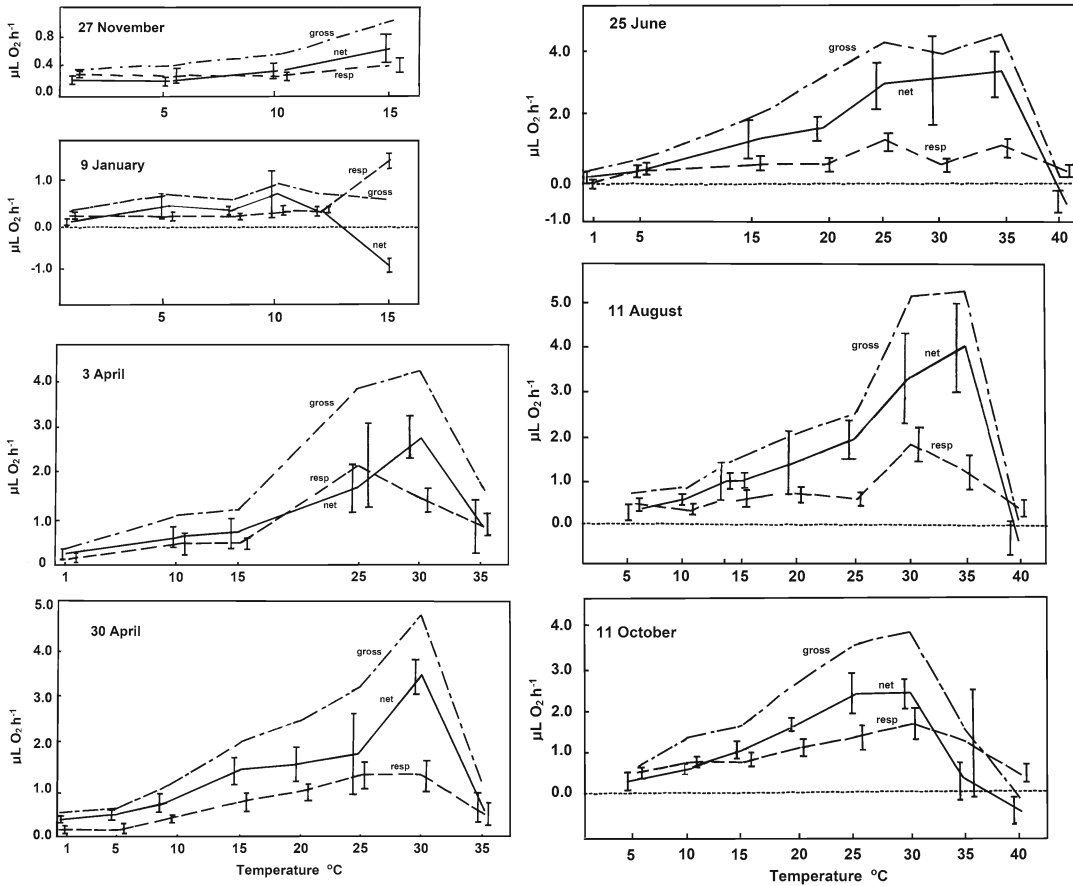 27 November
µL O2 h-1
0.8
0.4
0.0
gross
net
resp
5
10
15
9 January
µL O2 h-1
1.0
0.0
-1.0
resp
gross
net
5
10
15
3 April
µL O2 h-1
4.0
3.0
2.0
1.0
0
gross
resp
net
1
10
15
25
30
35
30 April
µL O2 h-1
5.0
4.0
3.0
2.0
1.0
0.0
gross
net
resp
1
5
10
15
20
25
30
35
Temperature ºC
25 June
µL O2 h-1
4.0
2.0
0.0
-1.0
gross
net
resp
1
5
15
20
25
30
35
40
11 August
µL O2 h-1
5.0
4.0
3.0
2.0
1.0
0.0
gross
net
resp
5
10
15
20
25
30
35
40
11 October
µL O2 h-1
4.0
3.0
2.0
1.0
0.0
gross
net
resp
5
10
15
20
25
30
35
40
Temperature ºC